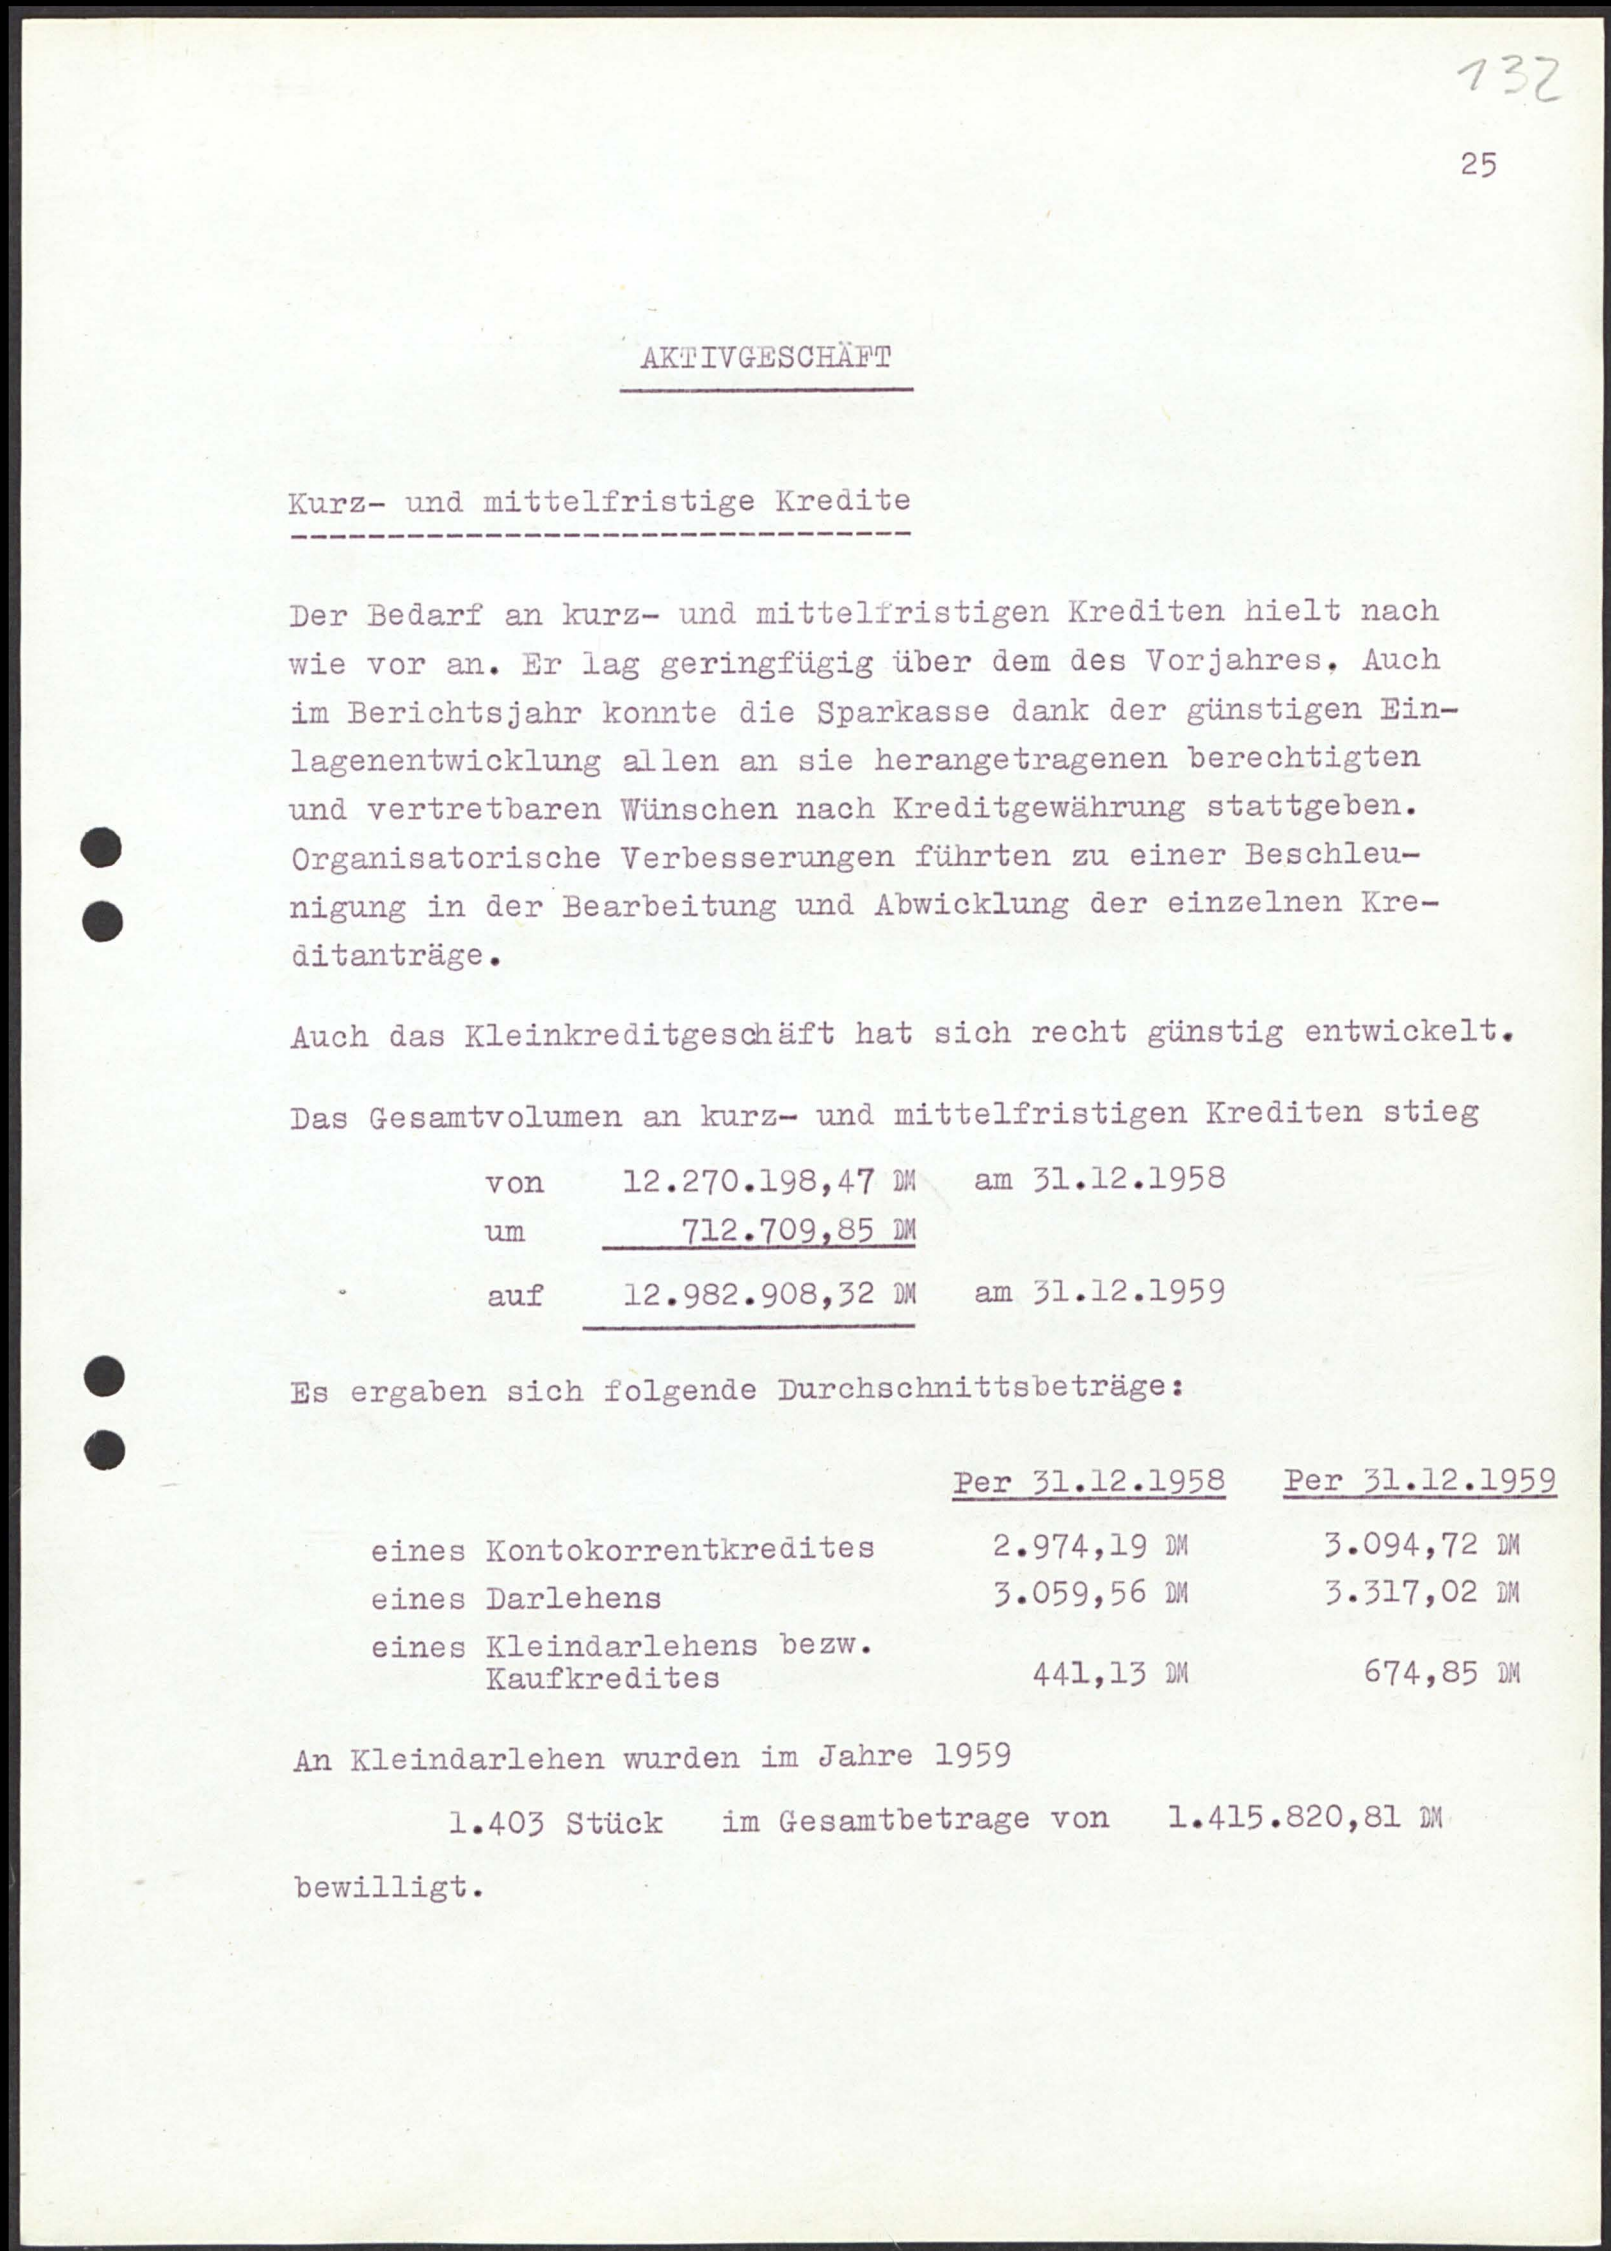 132
25
AKTIVGESCHÄFT
Kurz- und mittelfristige Kredite
Der Bedarf an kurz- und mittelfristigen Krediten hielt nach
wie vor an. Er lag geringfügig über dem des Vorjahres. Auch
im Berichtsjahr konnte die Sparkasse dank der günstigen Ein-
lagenentwicklung allen an sie herangetragenen berechtigten
und vertretbaren Wünschen nach Kreditgewährung stattgeben.
Organisatorische Verbesserungen führten zu einer Beschleu-
nigung in der Bearbeitung und Abwicklung der einzelnen Kre-
ditanträge.
Auch das Kleinkreditgeschäft hat sich recht günstig entwickelt.
Das Gesamtvolumen an kurz- und mittelfristigen Krediten stieg
von 12.270.198,47 DM am 31.12.1958
um 712.709,85 DM
auf 12.982.908,32 DM am 31.12.1959
Es ergaben sich folgende Durchschnittsbeträge:
Per 31.12.1958 Per 31.12.1959
eines Kontokorrentkredites 2.974,19 DM 3.094,72 DM
eines Darlehens 3.059,56 DM 3.317,02 DM
eines Kleindarlehens bezw.
Kaufkredites 441,13 DM 674,85 DM
An Kleindarlehen wurden im Jahre 1959
1.403 Stück im Gesamtbetrage von 1.415.820,81 DM
bewilligt.